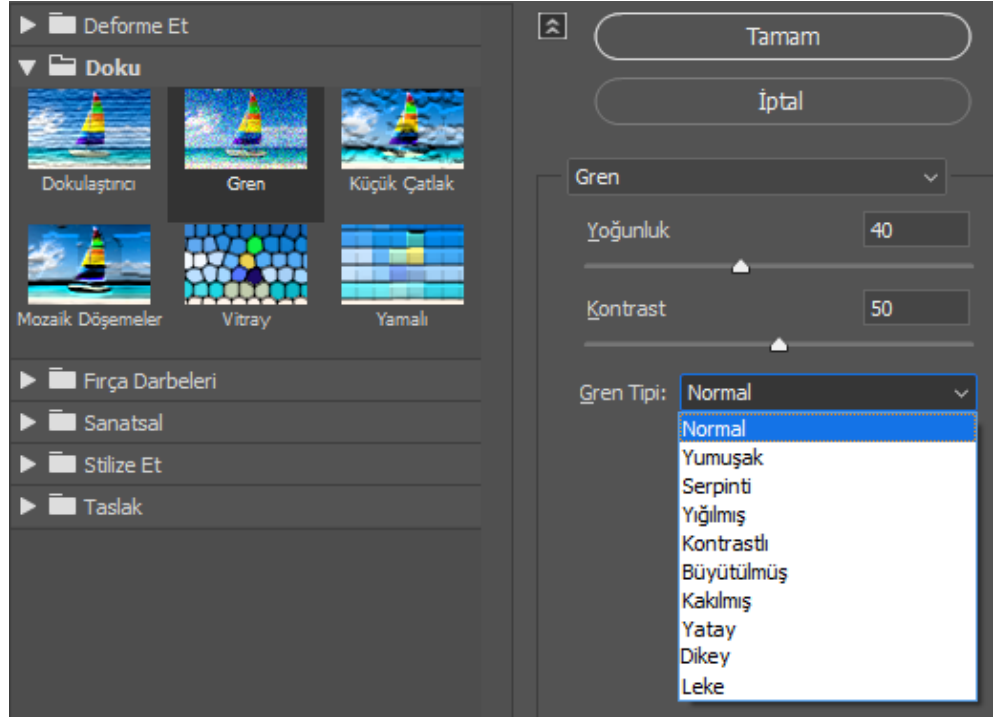 Deforme Et
Doku
Dokulaştırıcı
Gren
Küçük Çatlak
Mozaik Döşemeler
Vitray
Yamalı
Fırça Darbeleri
Sanatsal
Stilize Et
Taslak
Tamam
İptal
Gren
Yoğunluk 40
Kontrast 50
Gren Tipi: Normal
Normal
Yumuşak
Serpinti
Yığılmış
Kontrastlı
Büyütülmüş
Kakılmış
Yatay
Dikey
Leke